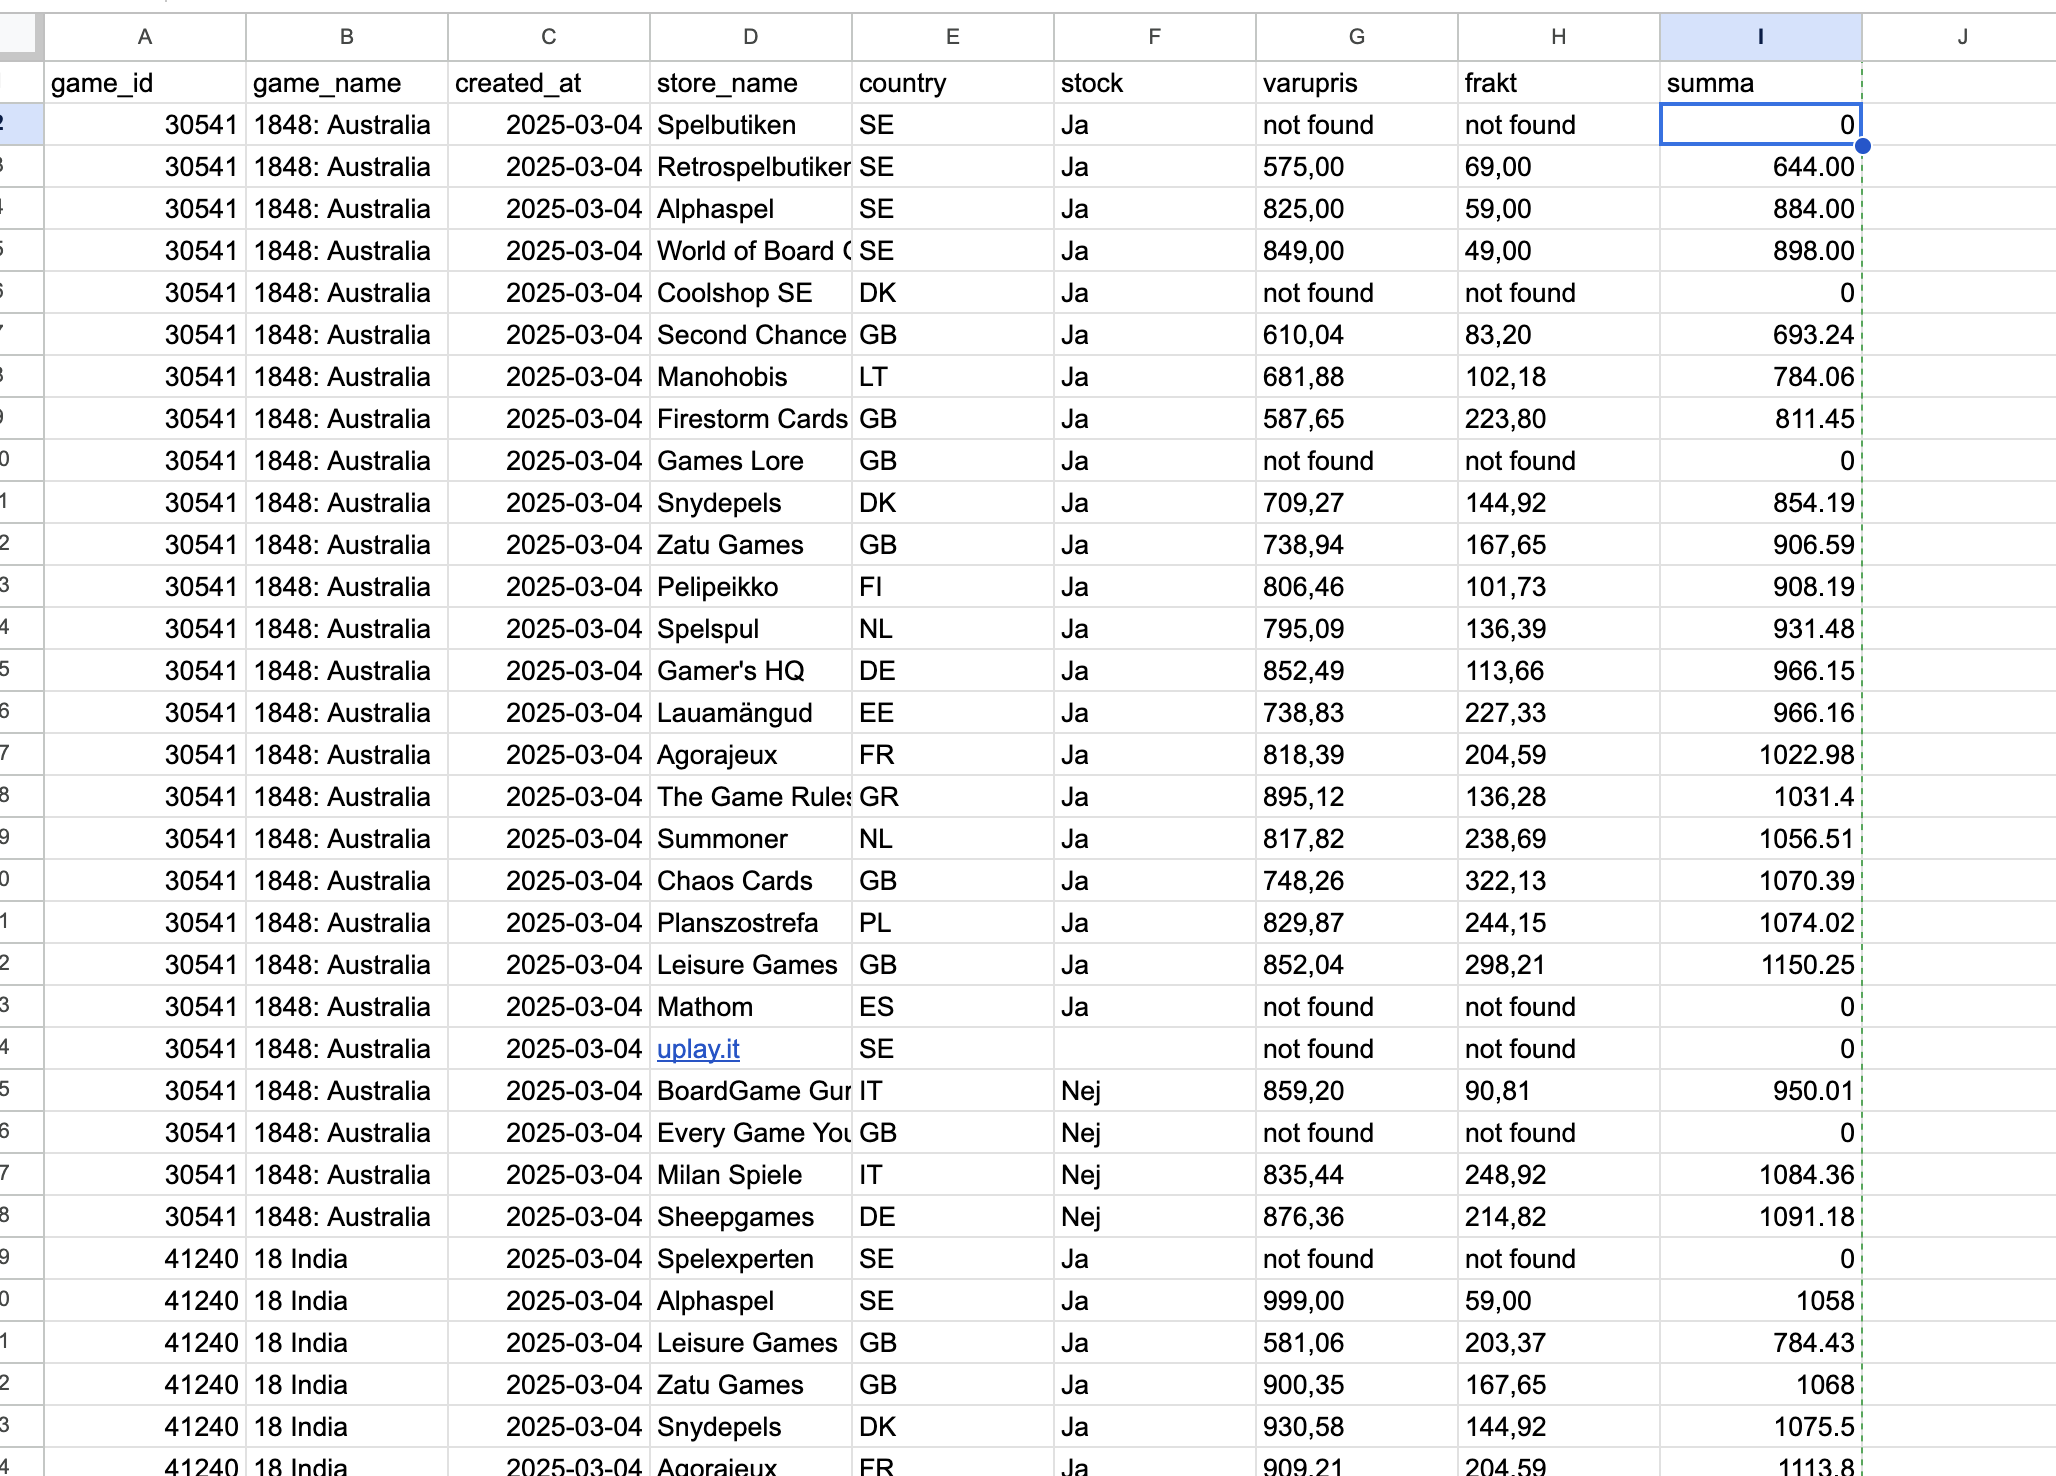 A B C D E F G H I J
game_id game_name created_at store_name country stock varupris frakt summa
2 30541 1848: Australia 2025-03-04 Spelbutiken SE Ja not found not found 0
3 30541 1848: Australia 2025-03-04 Retrospelbutiken SE Ja 575,00 69,00 644.00
4 30541 1848: Australia 2025-03-04 Alphaspel SE Ja 825,00 59,00 884.00
5 30541 1848: Australia 2025-03-04 World of Board G SE Ja 849,00 49,00 898.00
6 30541 1848: Australia 2025-03-04 Coolshop SE DK Ja not found not found 0
7 30541 1848: Australia 2025-03-04 Second Chance GB Ja 610,04 83,20 693.24
8 30541 1848: Australia 2025-03-04 Manohobis LT Ja 681,88 102,18 784.06
9 30541 1848: Australia 2025-03-04 Firestorm Cards GB Ja 587,65 223,80 811.45
0 30541 1848: Australia 2025-03-04 Games Lore GB Ja not found not found 0
1 30541 1848: Australia 2025-03-04 Snydepels DK Ja 709,27 144,92 854.19
2 30541 1848: Australia 2025-03-04 Zatu Games GB Ja 738,94 167,65 906.59
3 30541 1848: Australia 2025-03-04 Pelipeikko FI Ja 806,46 101,73 908.19
4 30541 1848: Australia 2025-03-04 Spelspul NL Ja 795,09 136,39 931.48
5 30541 1848: Australia 2025-03-04 Gamer's HQ DE Ja 852,49 113,66 966.15
6 30541 1848: Australia 2025-03-04 Lauamängud EE Ja 738,83 227,33 966.16
7 30541 1848: Australia 2025-03-04 Agorajeux FR Ja 818,39 204,59 1022.98
8 30541 1848: Australia 2025-03-04 The Game Rules GR Ja 895,12 136,28 1031.4
9 30541 1848: Australia 2025-03-04 Summoner NL Ja 817,82 238,69 1056.51
0 30541 1848: Australia 2025-03-04 Chaos Cards GB Ja 748,26 322,13 1070.39
1 30541 1848: Australia 2025-03-04 Planszostrefa PL Ja 829,87 244,15 1074.02
2 30541 1848: Australia 2025-03-04 Leisure Games GB Ja 852,04 298,21 1150.25
3 30541 1848: Australia 2025-03-04 Mathom ES Ja not found not found 0
4 30541 1848: Australia 2025-03-04 uplay.it SE not found not found 0
5 30541 1848: Australia 2025-03-04 BoardGame Gur IT Nej 859,20 90,81 950.01
6 30541 1848: Australia 2025-03-04 Every Game You GB Nej not found not found 0
7 30541 1848: Australia 2025-03-04 Milan Spiele IT Nej 835,44 248,92 1084.36
8 30541 1848: Australia 2025-03-04 Sheepgames DE Nej 876,36 214,82 1091.18
9 41240 18 India 2025-03-04 Spelexperten SE Ja not found not found 0
0 41240 18 India 2025-03-04 Alphaspel SE Ja 999,00 59,00 1058
1 41240 18 India 2025-03-04 Leisure Games GB Ja 581,06 203,37 784.43
2 41240 18 India 2025-03-04 Zatu Games GB Ja 900,35 167,65 1068
3 41240 18 India 2025-03-04 Snydepels DK Ja 930,58 144,92 1075.5
4 41240 18 India 2025-03-04 Agorajeux FR Ja 909,21 204,59 1113.8